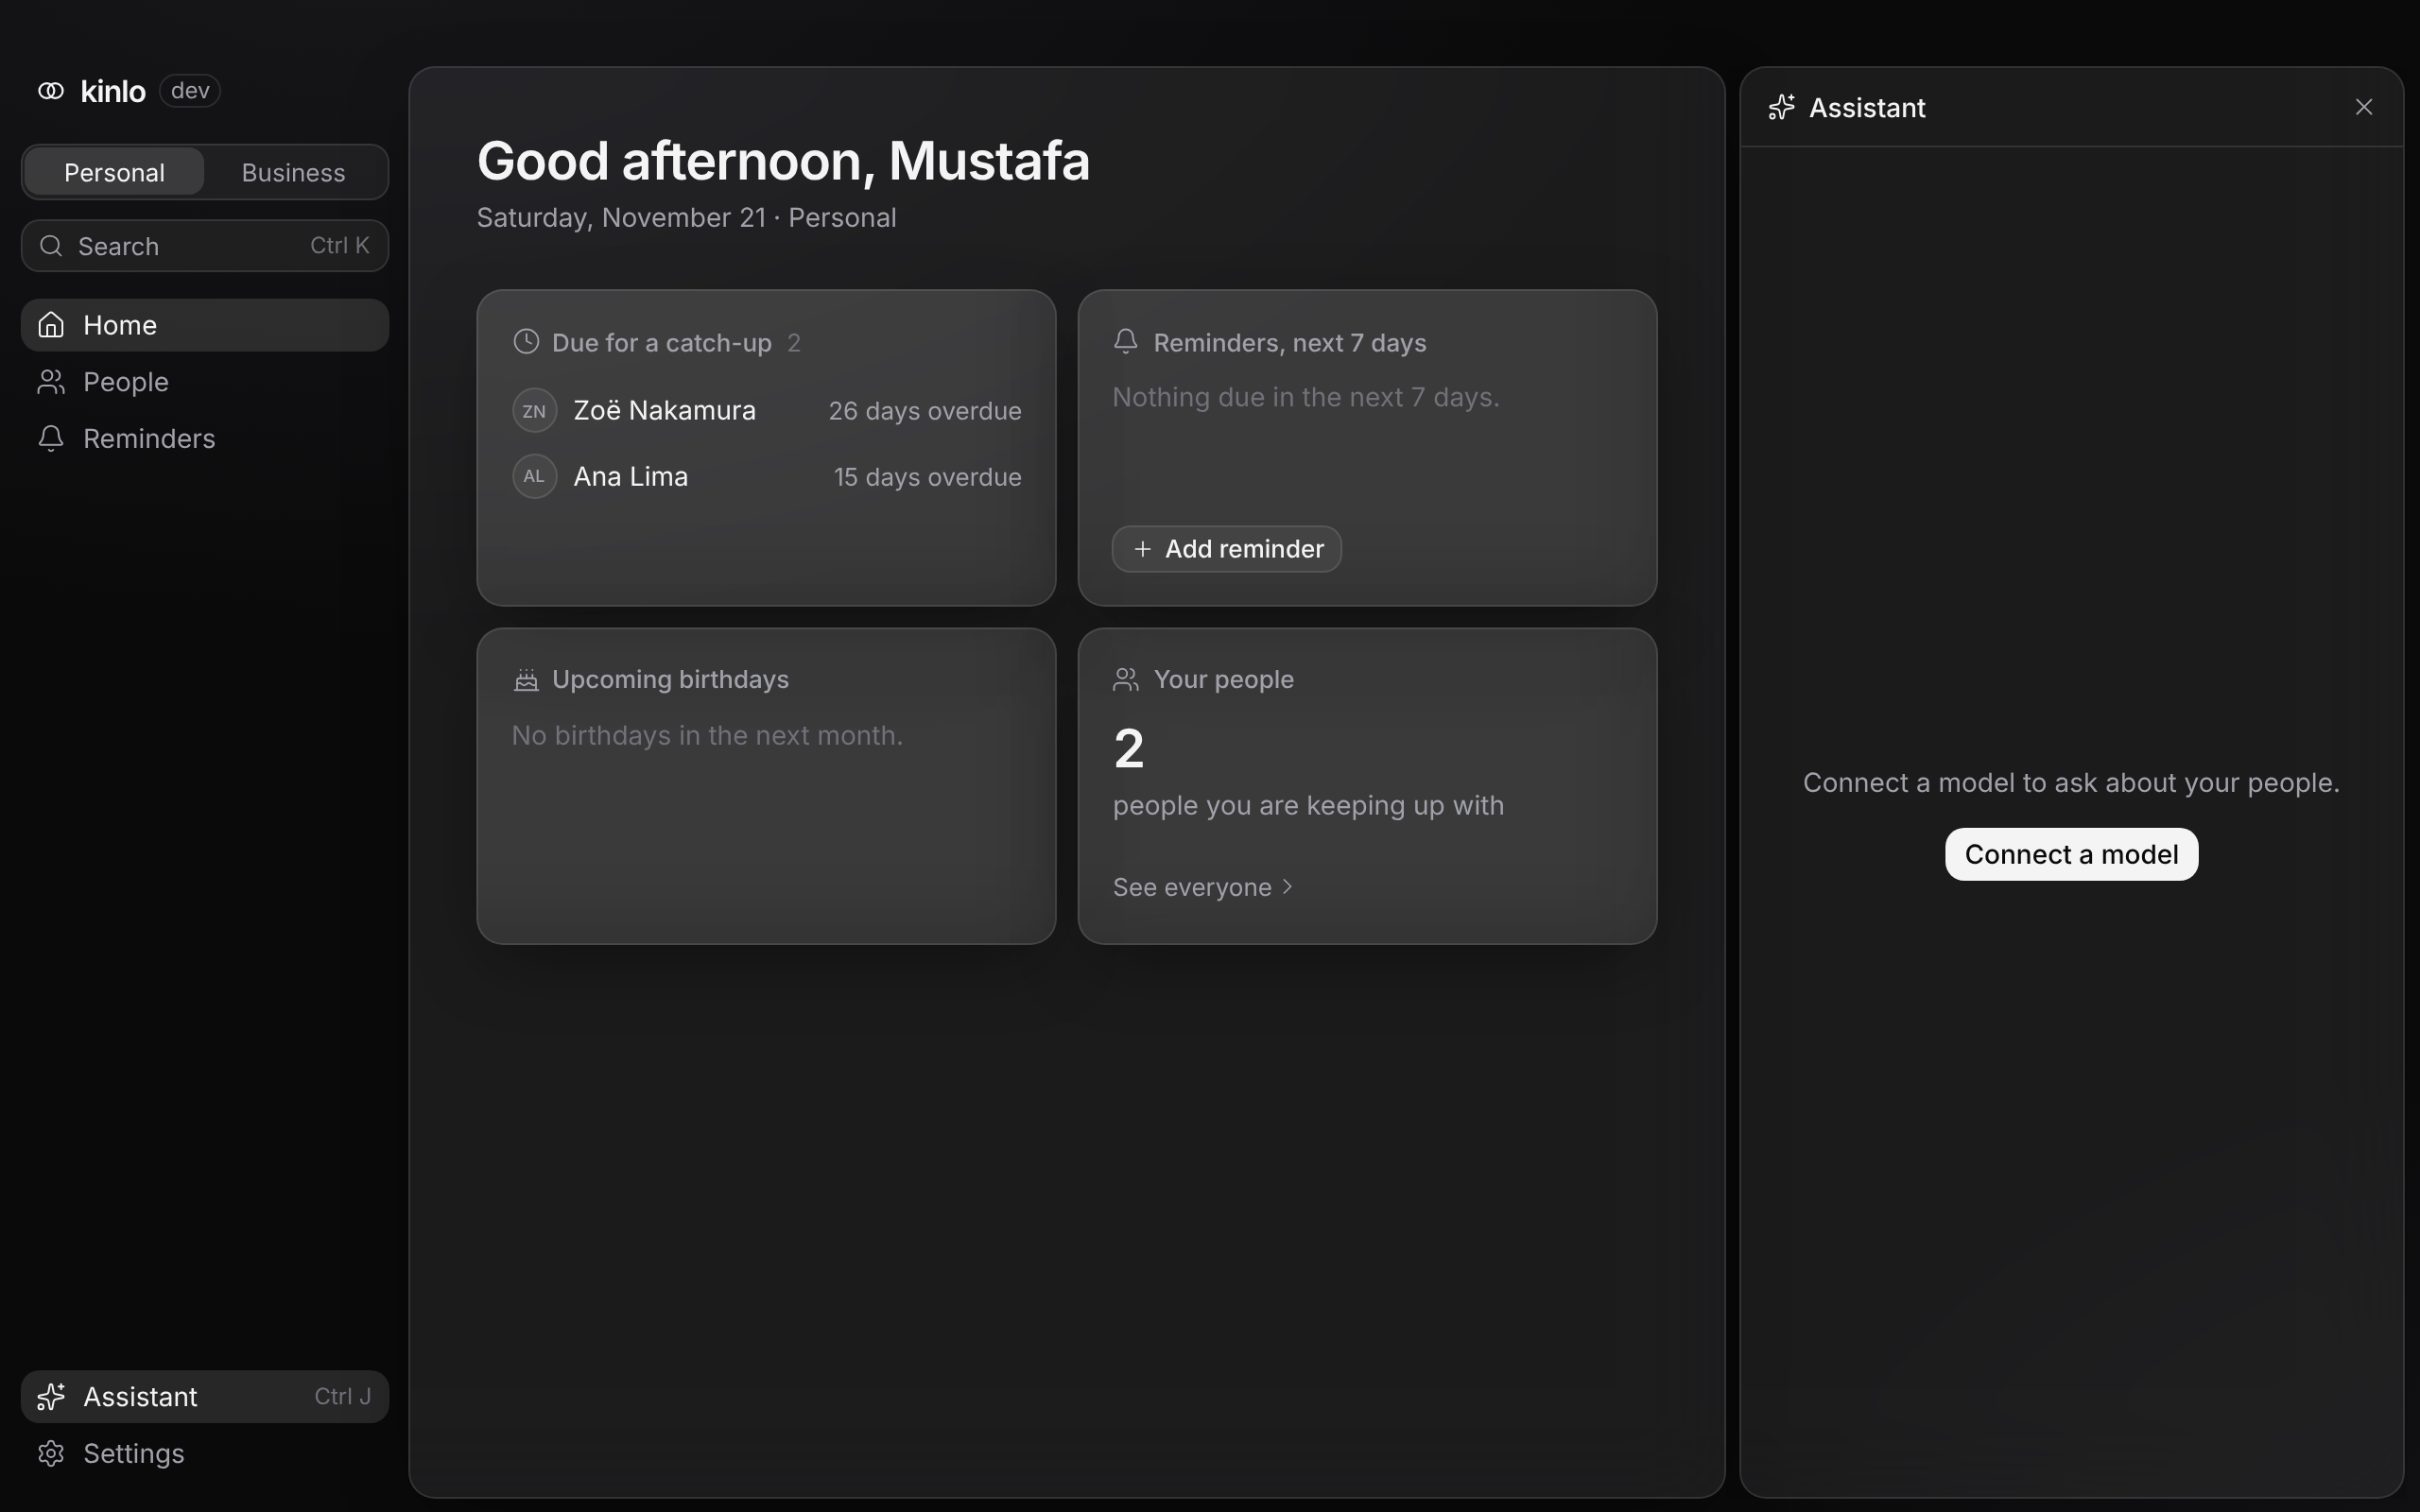 kinlo dev
Personal Business
Search Ctrl K
Home
People
Reminders
Assistant Ctrl J
Settings
Good afternoon, Mustafa
Saturday, November 21 · Personal
Due for a catch-up 2
ZN Zoë Nakamura 26 days overdue
AL Ana Lima 15 days overdue
Reminders, next 7 days
Nothing due in the next 7 days.
Add reminder
Upcoming birthdays
No birthdays in the next month.
Your people
2
people you are keeping up with
See everyone
Assistant
Connect a model to ask about your people.
Connect a model